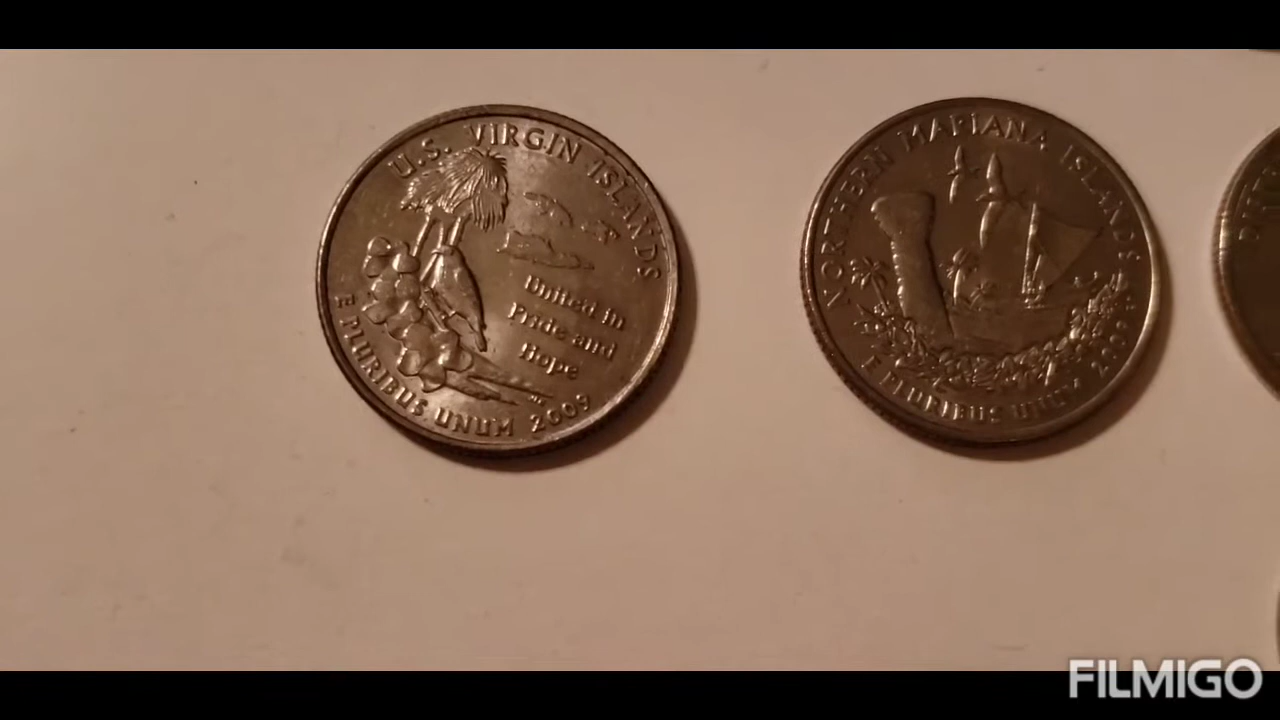 U.S. VIRGIN ISLANDS
United in
Pride and
Hope
E PLURIBUS UNUM 2009
NORTHERN MARIANA ISLANDS
E PLURIBUS UNUM 2009
FILMIGO